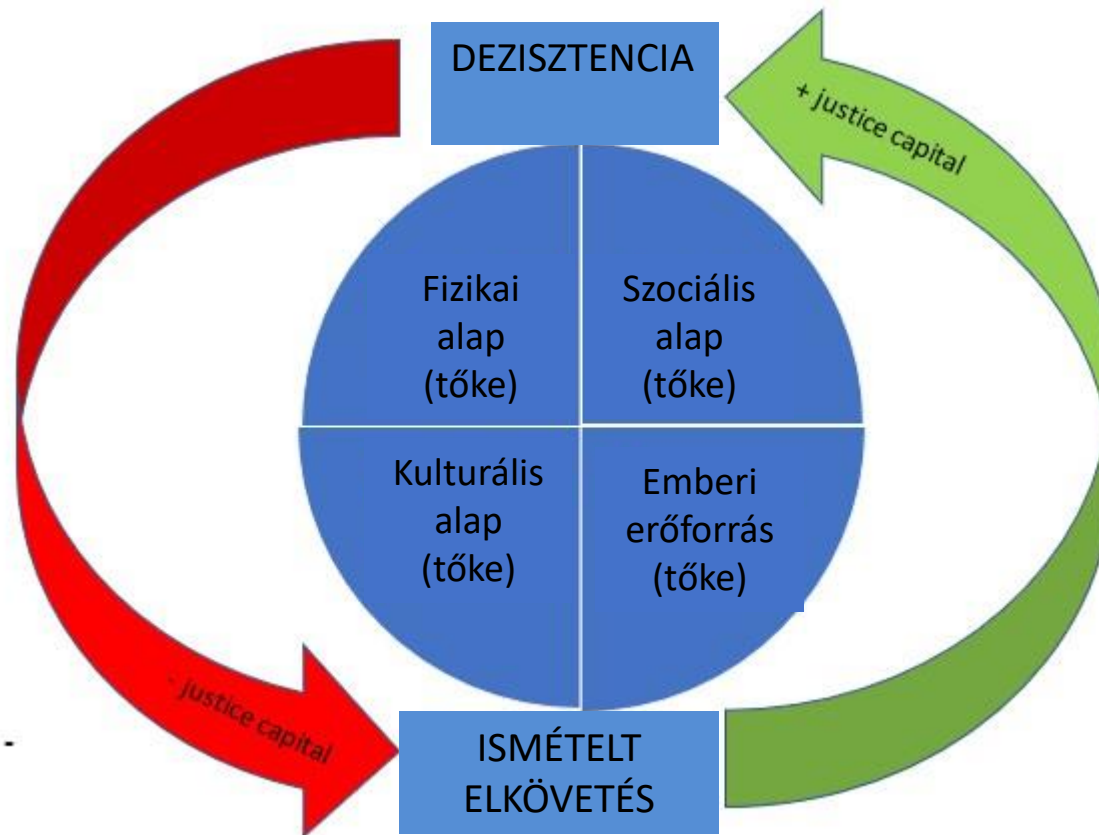 DEZISZTENCIA
+ justice capital
Fizikai
alap
(tőke)
Szociális
alap
(tőke)
Kulturális
alap
(tőke)
Emberi
erőforrás
(tőke)
- justice capital
-
ISMÉTELT
ELKÖVETÉS